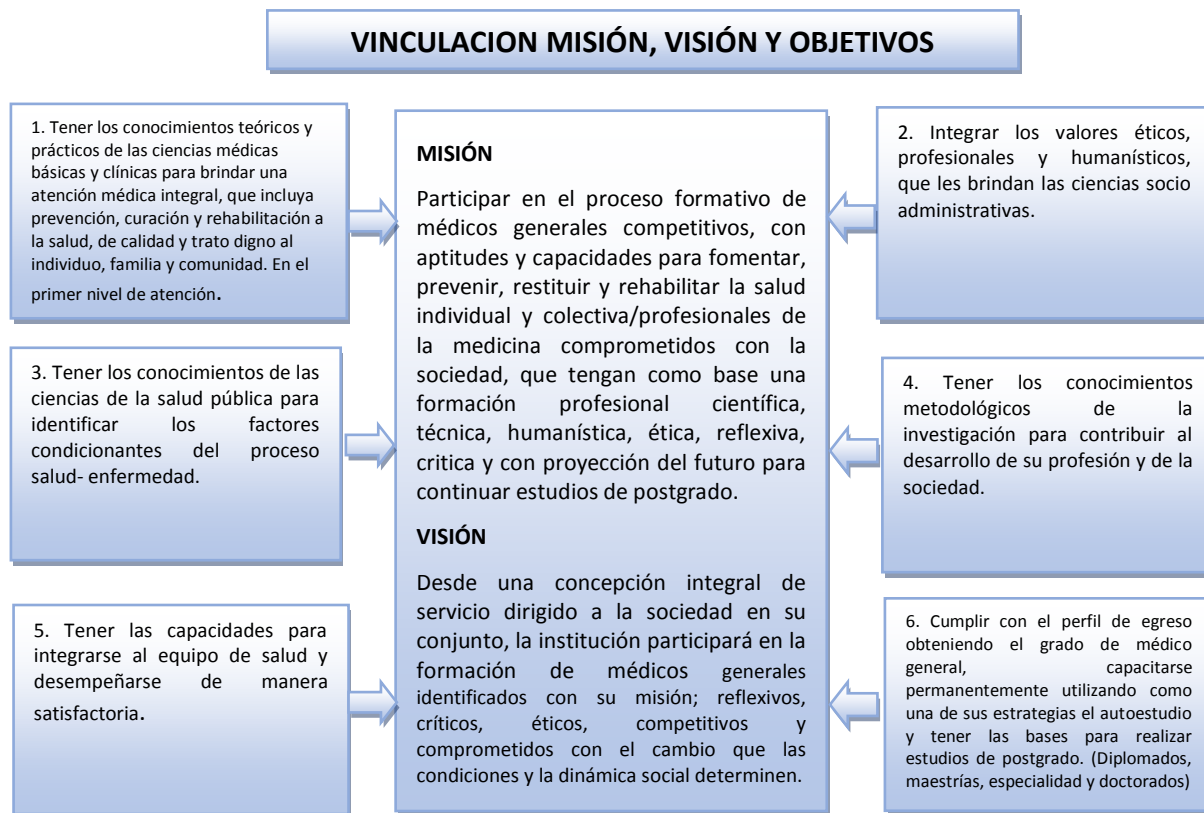 VINCULACION MISIÓN, VISIÓN Y OBJETIVOS
1. Tener los conocimientos teóricos y
prácticos de las ciencias médicas
básicas y clínicas para brindar una
atención médica integral, que incluya
prevención, curación y rehabilitación a
la salud, de calidad y trato digno al
individuo, familia y comunidad. En el
primer nivel de atención.
2. Integrar los valores éticos,
profesionales y humanísticos,
que les brindan las ciencias socio
administrativas.
3. Tener los conocimientos de las
ciencias de la salud pública para
identificar los factores
condicionantes del proceso
salud- enfermedad.
4. Tener los conocimientos
metodológicos de la
investigación para contribuir al
desarrollo de su profesión y de la
sociedad.
5. Tener las capacidades para
integrarse al equipo de salud y
desempeñarse de manera
satisfactoria.
6. Cumplir con el perfil de egreso
obteniendo el grado de médico
general, capacitarse
permanentemente utilizando como
una de sus estrategias el autoestudio
y tener las bases para realizar
estudios de postgrado. (Diplomados,
maestrías, especialidad y doctorados)
MISIÓN
Participar en el proceso formativo de
médicos generales competitivos, con
aptitudes y capacidades para fomentar,
prevenir, restituir y rehabilitar la salud
individual y colectiva/profesionales de
la medicina comprometidos con la
sociedad, que tengan como base una
formación profesional científica,
técnica, humanística, ética, reflexiva,
critica y con proyección del futuro para
continuar estudios de postgrado.
VISIÓN
Desde una concepción integral de
servicio dirigido a la sociedad en su
conjunto, la institución participará en la
formación de médicos generales
identificados con su misión; reflexivos,
críticos, éticos, competitivos y
comprometidos con el cambio que las
condiciones y la dinámica social determinen.